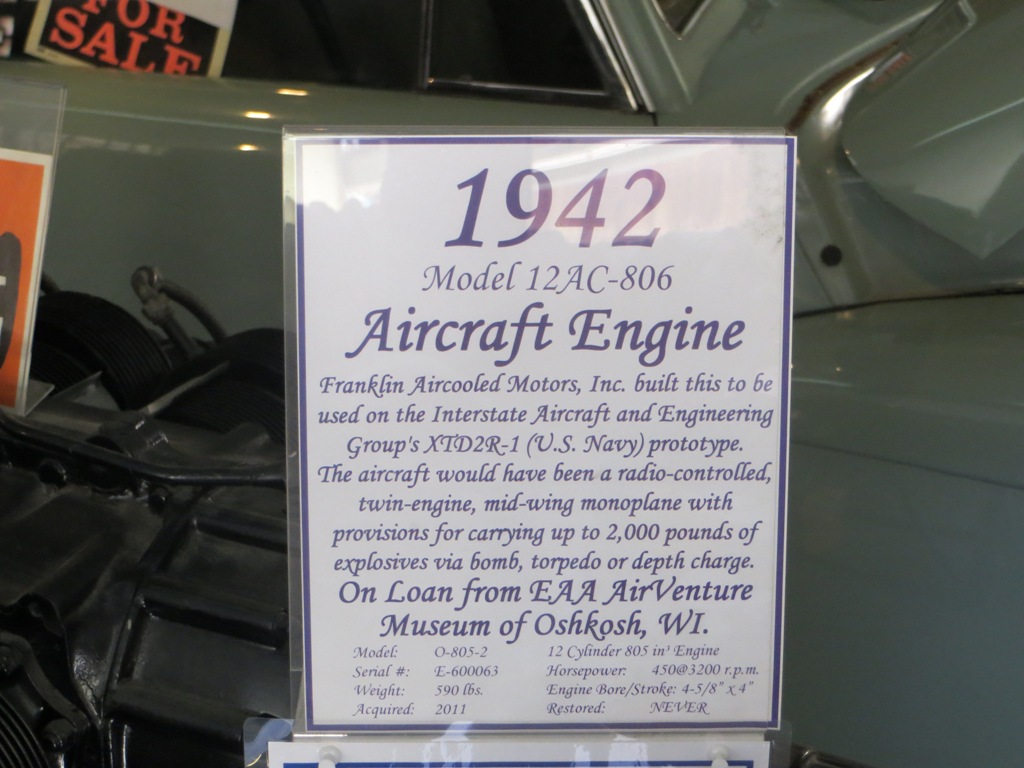 FOR
SALE
1942
Model 12AC-806
Aircraft Engine
Franklin Aircooled Motors, Inc. built this to be
used on the Interstate Aircraft and Engineering
Group's XTD2R-1 (U.S. Navy) prototype.
The aircraft would have been a radio-controlled,
twin-engine, mid-wing monoplane with
provisions for carrying up to 2,000 pounds of
explosives via bomb, torpedo or depth charge.
On Loan from EAA AirVenture
Museum of Oshkosh, WI.
Model: O-805-2 12 Cylinder 805 in³ Engine
Serial #: E-600063 Horsepower: 450@3200 r.p.m.
Weight: 590 lbs. Engine Bore/Stroke: 4-5/8" x 4"
Acquired: 2011 Restored: NEVER